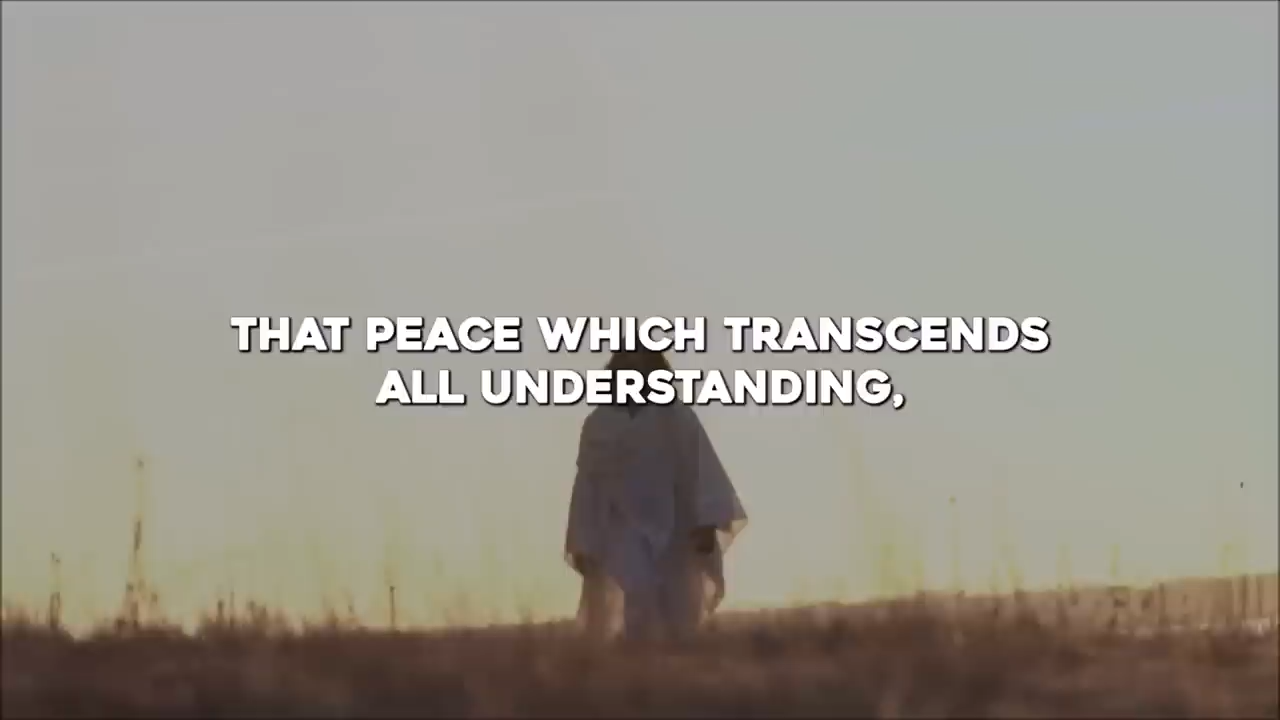 THAT PEACE WHICH TRANSCENDS
ALL UNDERSTANDING,